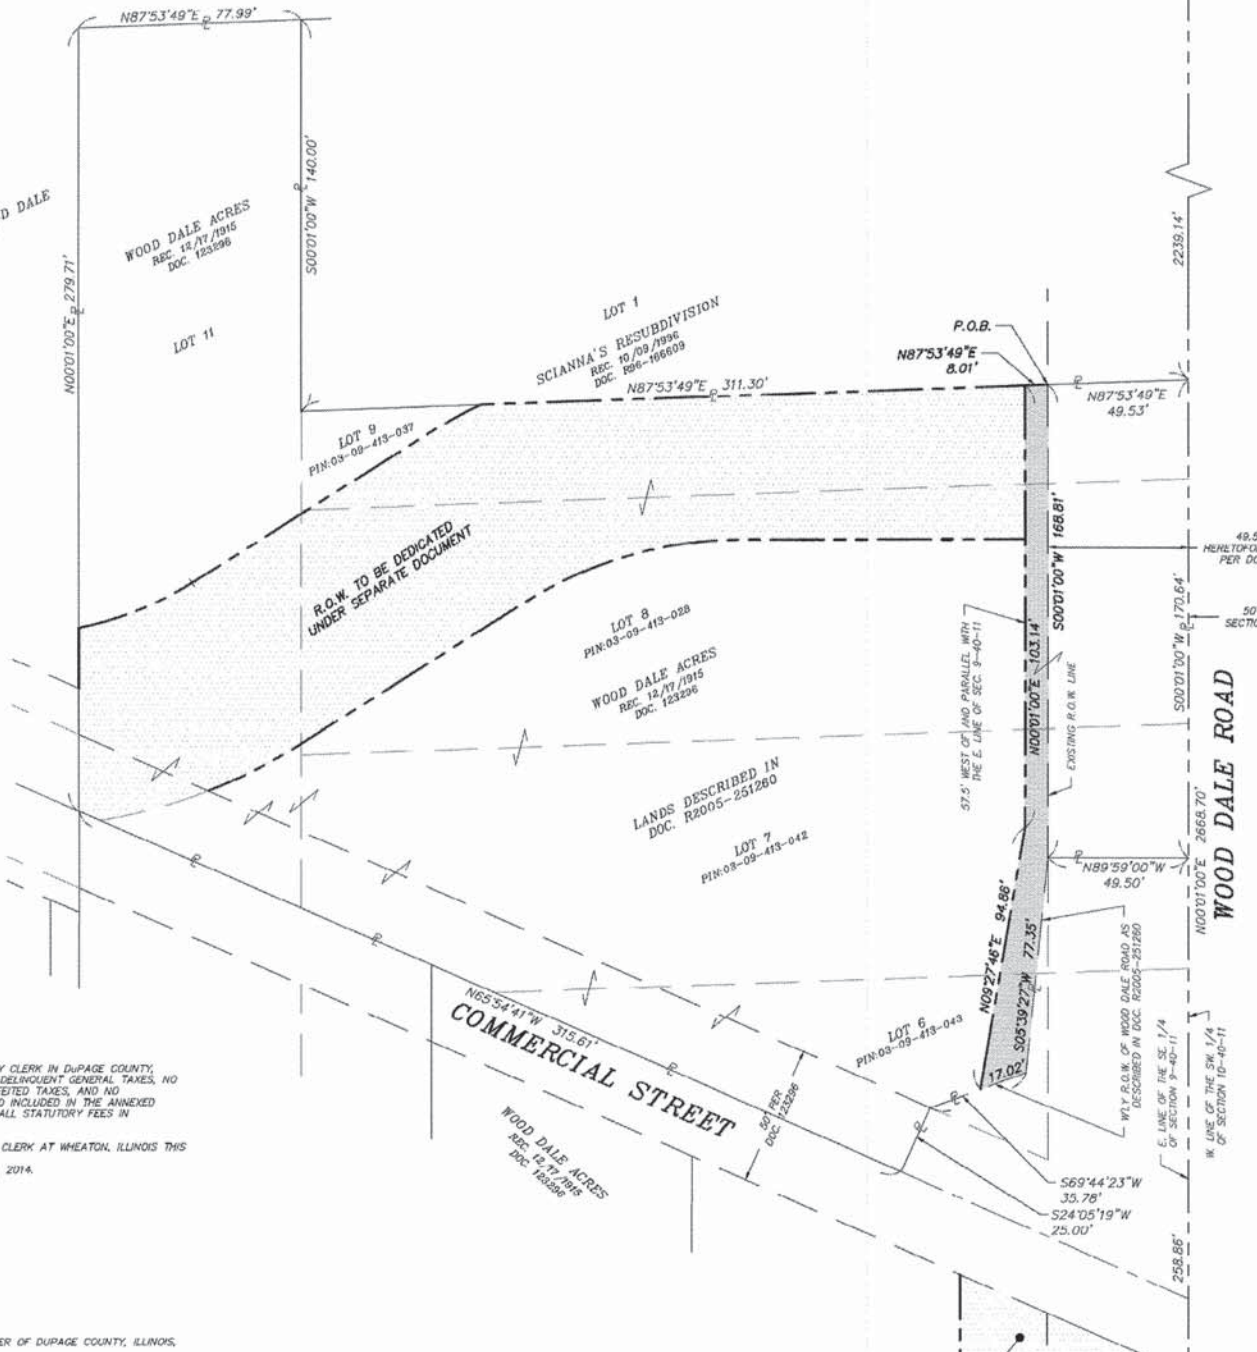 N87°53'49"E 77.99'
D DALE
WOOD DALE ACRES
REC. 12/17/1915
DOC. 123296
LOT 11
N00°01'00"E 279.71'
S00°01'00"W 140.00'
LOT 1
SCIANNA'S RESUBDIVISION
REC. 10/09/1996
DOC. R96-166609
N87°53'49"E 311.30'
P.O.B.
N87°53'49"E
8.01'
N87°53'49"E
49.53'
2239.14'
LOT 9
PIN:03-09-413-037
R.O.W. TO BE DEDICATED
UNDER SEPARATE DOCUMENT
LOT 8
PIN:03-09-413-028
WOOD DALE ACRES
REC. 12/17/1915
DOC. 123296
LANDS DESCRIBED IN
DOC. R2005-251260
LOT 7
PIN:03-09-413-042
57.5' WEST OF AND PARALLEL WITH
THE E. LINE OF SEC. 9-40-11
N00°01'00"E 103.14'
S00°01'00"W 168.81'
EXISTING R.O.W. LINE
49.5
HERETOFO
PER DO
50
SECTIO
S00°01'00"W 170.64'
WOOD DALE ROAD
N00°01'00"E 2668.70'
N89°59'00"W
49.50'
N09°27'46"E 94.86'
S05°39'27"W 77.35'
17.02'
WLY R.O.W. OF WOOD DALE ROAD AS
DESCRIBED IN DOC. R2005-251260
E. LINE OF THE SE. 1/4
OF SECTION 9-40-11
W. LINE OF THE SW. 1/4
OF SECTION 10-40-11
LOT 6
PIN:03-09-413-043
N65°54'41"W 315.61'
COMMERCIAL STREET
50' PER
DOC. 123296
WOOD DALE ACRES
REC. 12/17/1915
DOC. 123296
S69°44'23"W
35.78'
S24°05'19"W
25.00'
258.86'
Y CLERK IN DuPAGE COUNTY,
DELINQUENT GENERAL TAXES, NO
EITED TAXES, AND NO
D INCLUDED IN THE ANNEXED
ALL STATUTORY FEES IN
CLERK AT WHEATON, ILLINOIS THIS
2014.
ER OF DUPAGE COUNTY, ILLINOIS,